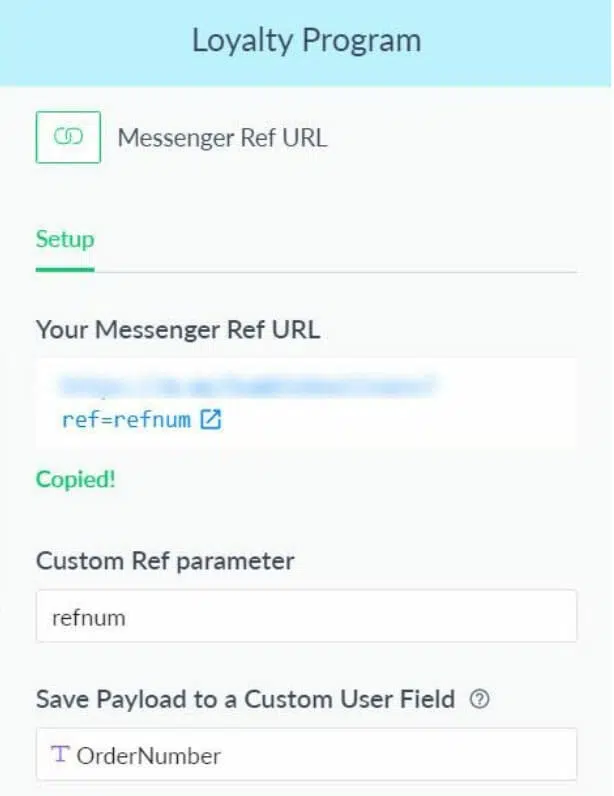 Loyalty Program
Messenger Ref URL
Setup
Your Messenger Ref URL
ref=refnum
Copied!
Custom Ref parameter
refnum
Save Payload to a Custom User Field ?
T OrderNumber